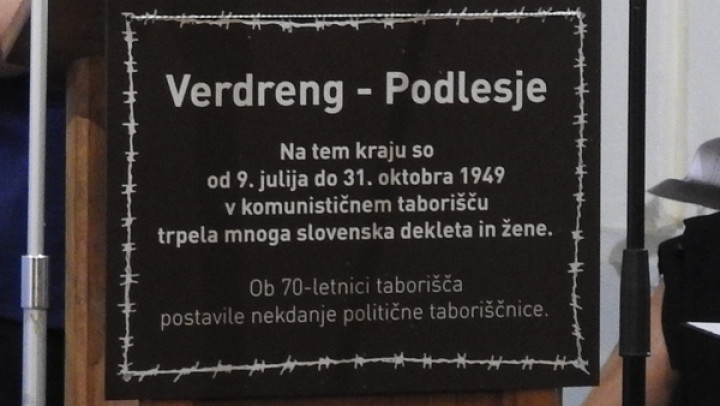 Verdreng - Podlesje
Na tem kraju so
od 9. julija do 31. oktobra 1949
v komunističnem taborišču
trpela mnoga slovenska dekleta in žene.
Ob 70-letnici taborišča
postavile nekdanje politične taboriščnice.